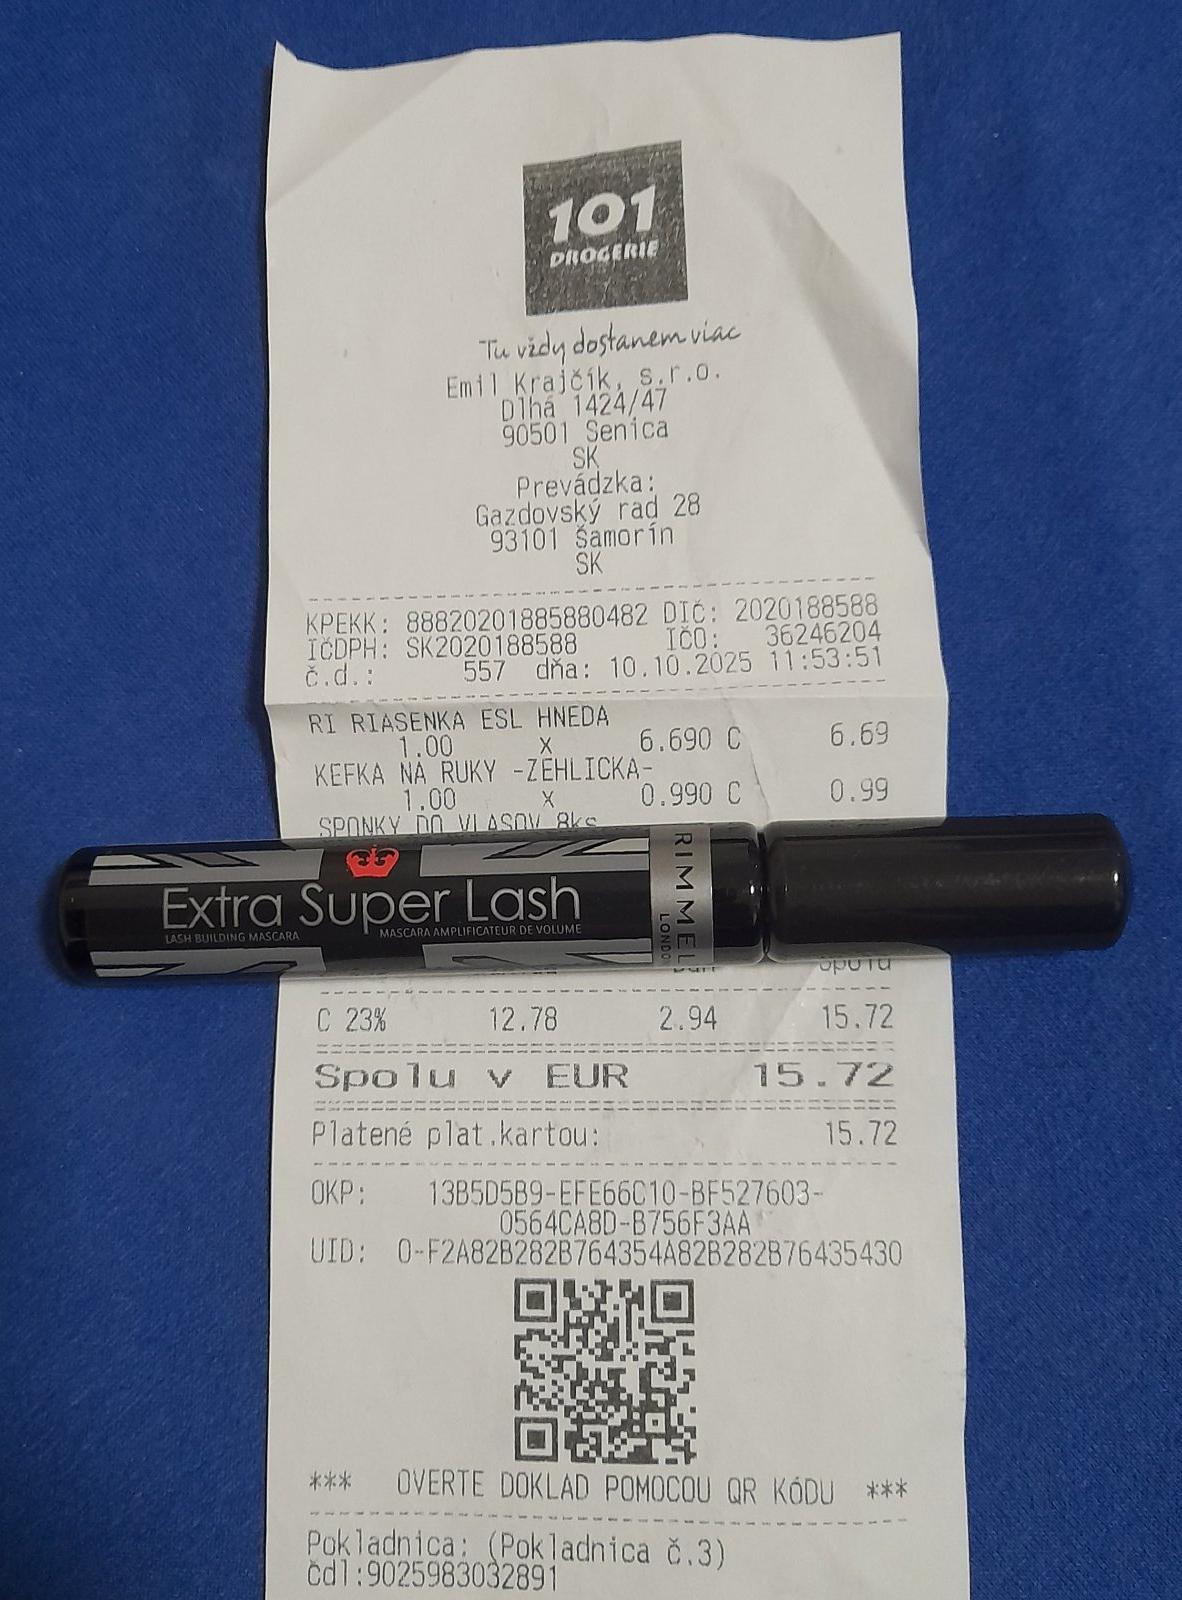 101
DROGERIE
Tu vždy dostanem viac
Emil Krajčík, s.r.o.
Dlhá 1424/47
90501 Senica
SK
Prevádzka:
Gazdovský rad 28
93101 Šamorín
SK
KPEKK: 88820201885880482 DIČ: 2020188588
IČDPH: SK2020188588 IČO: 36246204
č.d.: 557 dňa: 10.10.2025 11:53:51
RI RIASENKA ESL HNEDA
1.00 x 6.690 C 6.69
KEFKA NA RUKY -ZEHLICKA-
1.00 x 0.990 C 0.99
SPONKY DO VLASOV 8ks
Extra Super Lash
LASH BUILDING MASCARA MASCARA AMPLIFICATEUR DE VOLUME
RIMMEL
LONDON
Spolu
C 23% 12.78 2.94 15.72
Spolu v EUR 15.72
Platené plat.kartou: 15.72
OKP: 13B5D5B9-EFE66C10-BF527603-
0564CA8D-B756F3AA
UID: O-F2A82B282B764354A82B282B76435430
*** OVERTE DOKLAD POMOCOU QR KÓDU ***
Pokladnica: (Pokladnica č.3)
čdl:9025983032891